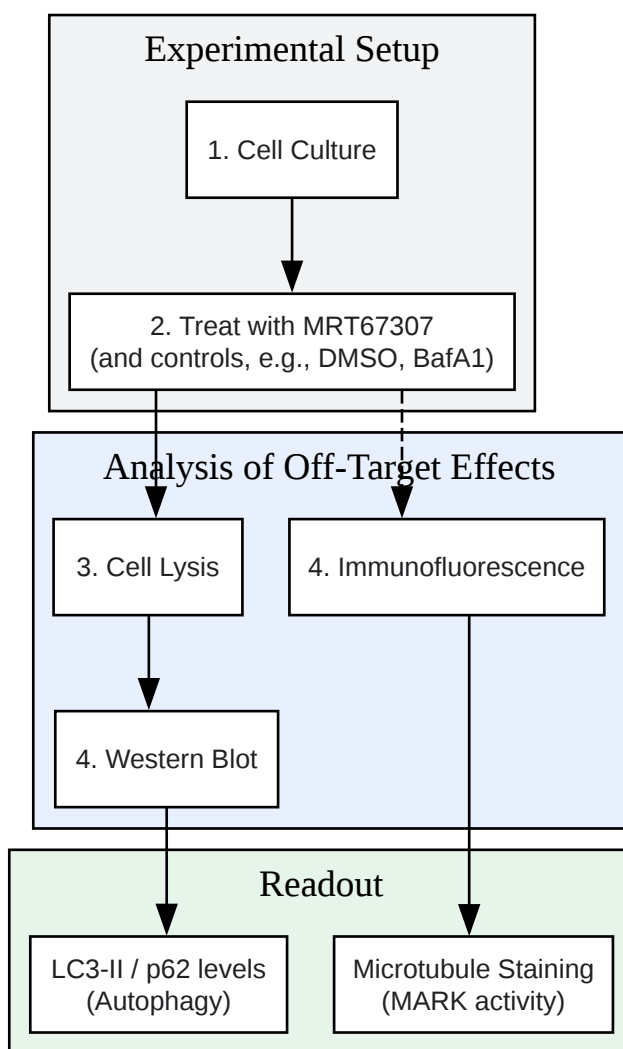 Experimental Setup
1. Cell Culture
2. Treat with MRT67307
(and controls, e.g., DMSO, BafA1)
Analysis of Off-Target Effects
3. Cell Lysis
4. Immunofluorescence
4. Western Blot
Readout
LC3-II / p62 levels
(Autophagy)
Microtubule Staining
(MARK activity)